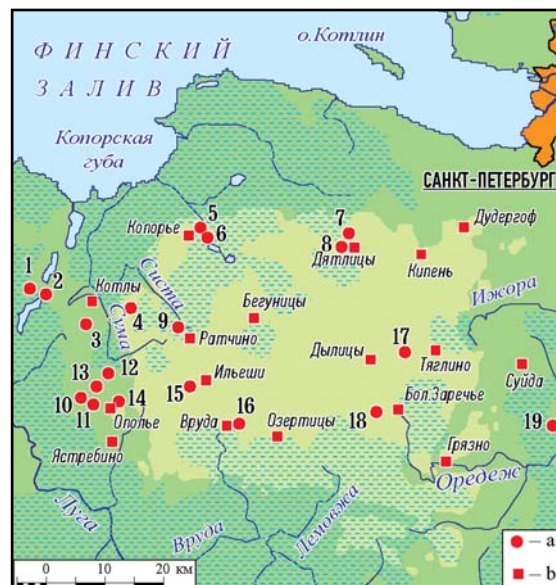 ФИНСКИЙ
ЗАЛИВ
о.Котлин
Копорская
губа
САНКТ-ПЕТЕРБУРГ
5
7
Дудергоф
Копорье
6
8
Дятлицы
Кипень
1
2
Котлы
Систа
Ижора
4
Бегуницы
Сума
9
3
Ратчино
17
Дылицы
Тяглино
Суйда
12
13
Ильеши
15
10
14
Бол.Заречье
11
Ополье
16
18
Вруда
Озертицы
19
Ястребино
Грязно
Оредеж
Луга
Вруда
Лемовжа
0 10 20 км
– a
– b